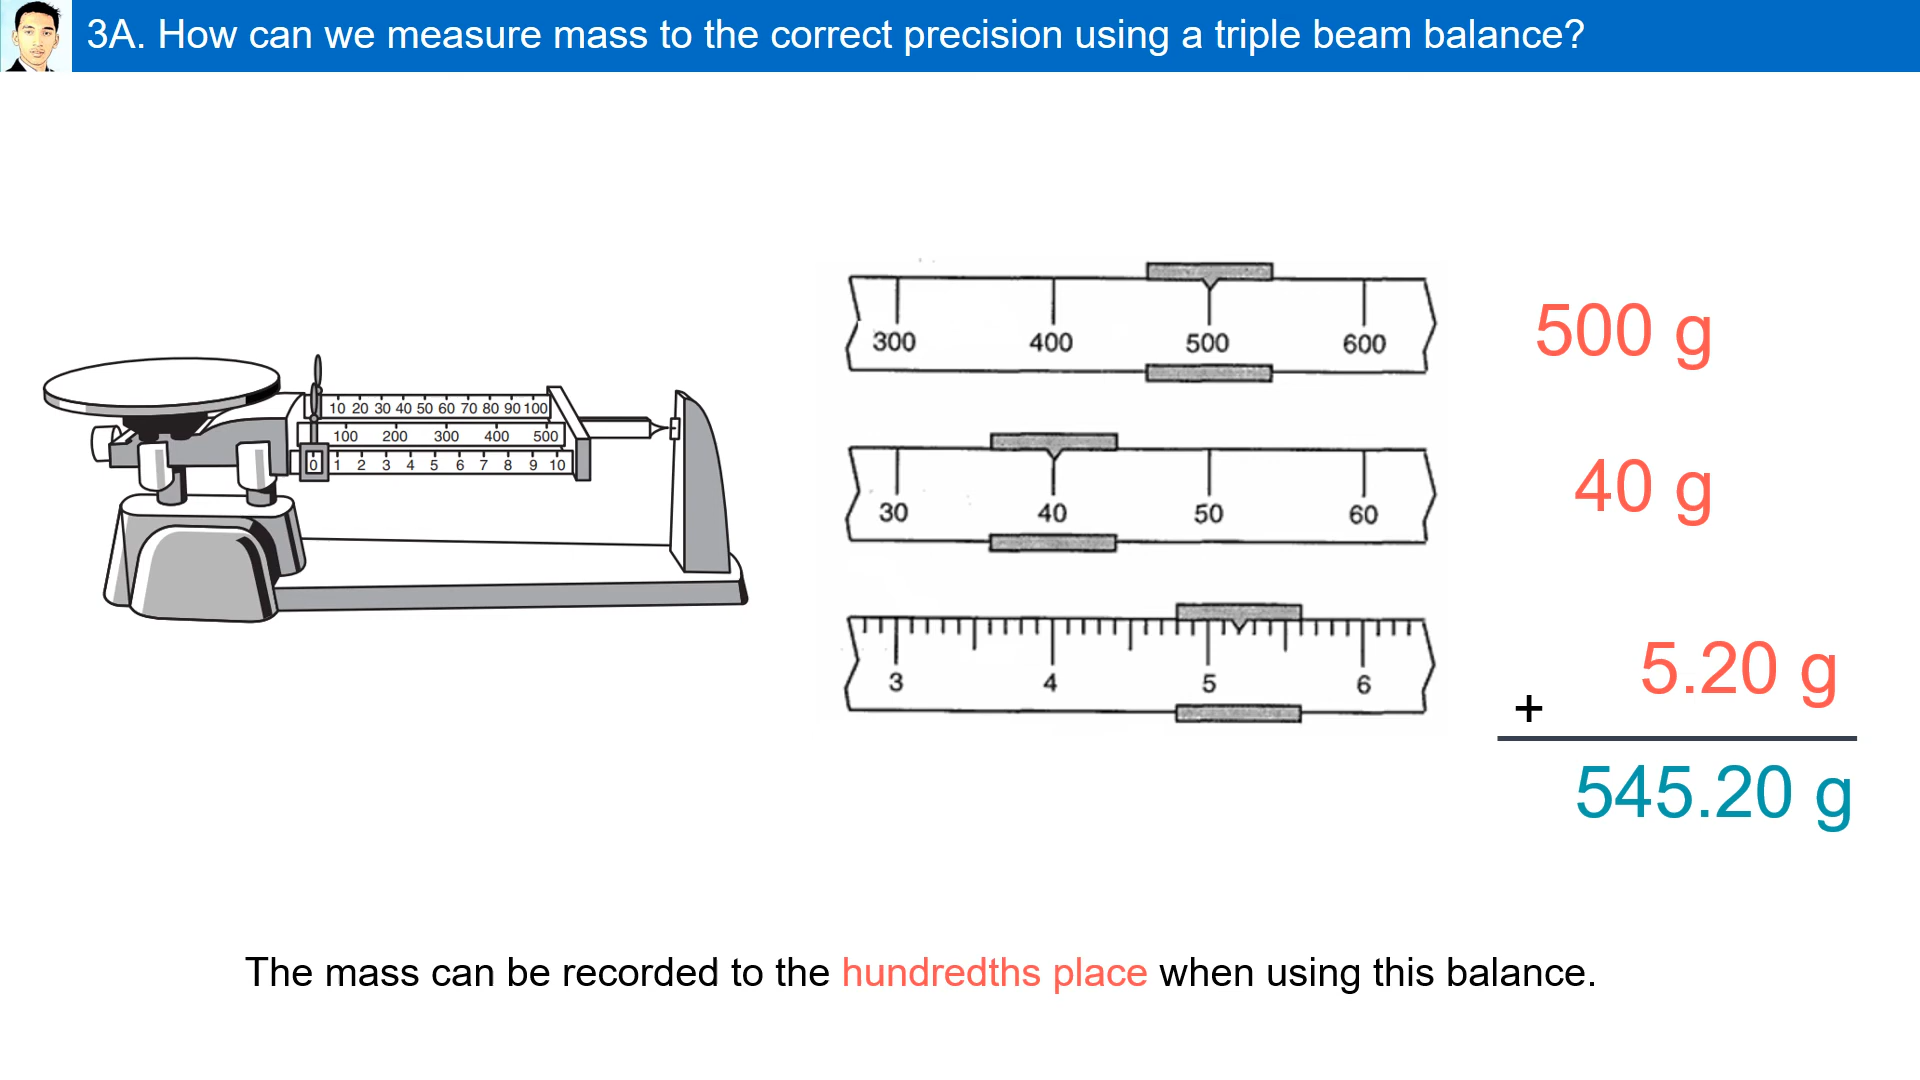 3A. How can we measure mass to the correct precision using a triple beam balance?
10 20 30 40 50 60 70 80 90 100
100 200 300 400 500
0 1 2 3 4 5 6 7 8 9 10
300 400 500 600
500 g
30 40 50 60
40 g
3 4 5 6
5.20 g
+
545.20 g
The mass can be recorded to the hundredths place when using this balance.